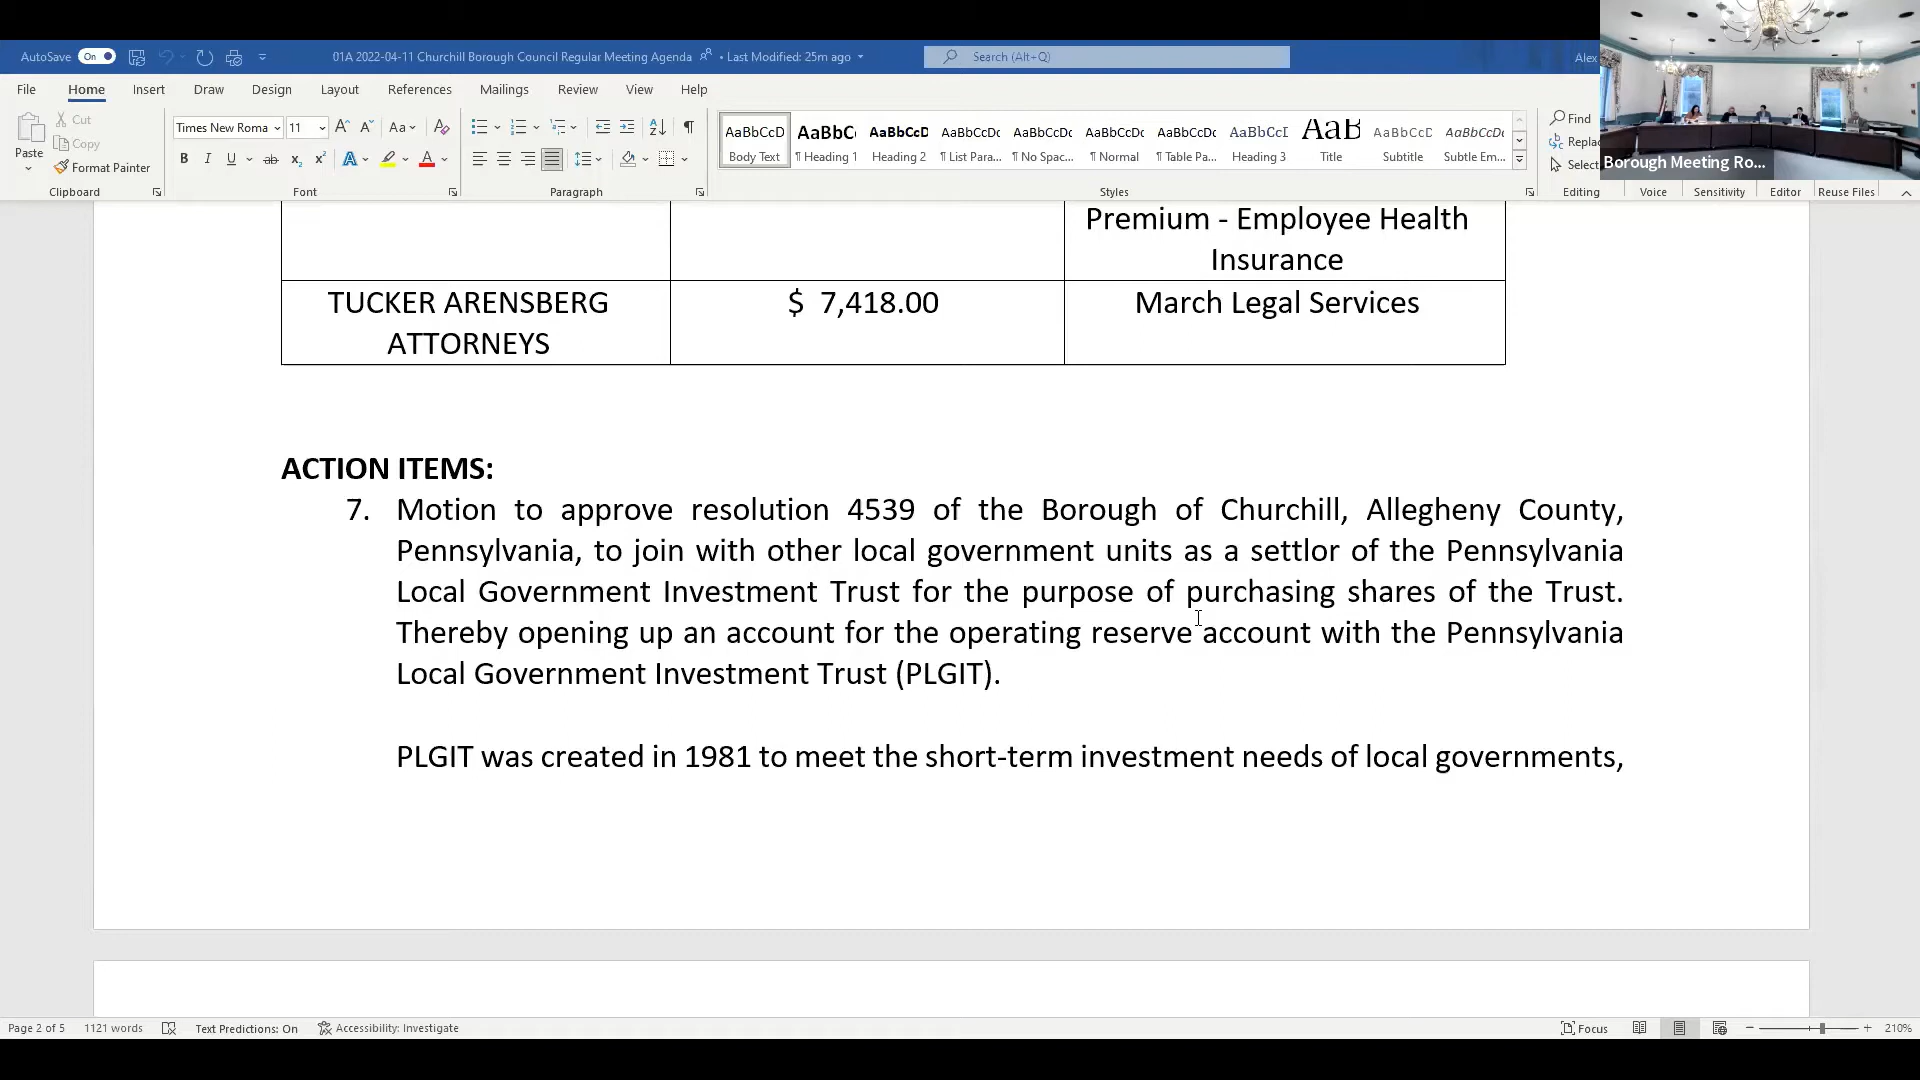 AutoSave On
01A 2022-04-11 Churchill Borough Council Regular Meeting Agenda • Last Modified: 25m ago
Search (Alt+Q)
Alex
File Home Insert Draw Design Layout References Mailings Review View Help
Paste
Cut
Copy
Format Painter
Clipboard
Times New Roma 11
Font
Paragraph
AaBbCcD AaBbC AaBbCcD AaBbCcDc AaBbCcDc AaBbCcDc AaBbCcDc AaBbCcI AaB AaBbCcD AaBbCcDc
Body Text ¶ Heading 1 Heading 2 ¶ List Para... ¶ No Spac... ¶ Normal ¶ Table Pa... Heading 3 Title Subtitle Subtle Em...
Styles
Find
Replac
Select
Editing Voice Sensitivity Editor Reuse Files
Borough Meeting Ro...
Premium - Employee Health
Insurance
TUCKER ARENSBERG
ATTORNEYS
$ 7,418.00
March Legal Services
ACTION ITEMS:
7. Motion to approve resolution 4539 of the Borough of Churchill, Allegheny County,
Pennsylvania, to join with other local government units as a settlor of the Pennsylvania
Local Government Investment Trust for the purpose of purchasing shares of the Trust.
Thereby opening up an account for the operating reserve account with the Pennsylvania
Local Government Investment Trust (PLGIT).
PLGIT was created in 1981 to meet the short-term investment needs of local governments,
Page 2 of 5 1121 words Text Predictions: On Accessibility: Investigate
Focus 210%